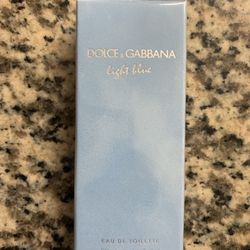 DOLCE & GABBANA
light blue
EAU DE TOILETTE